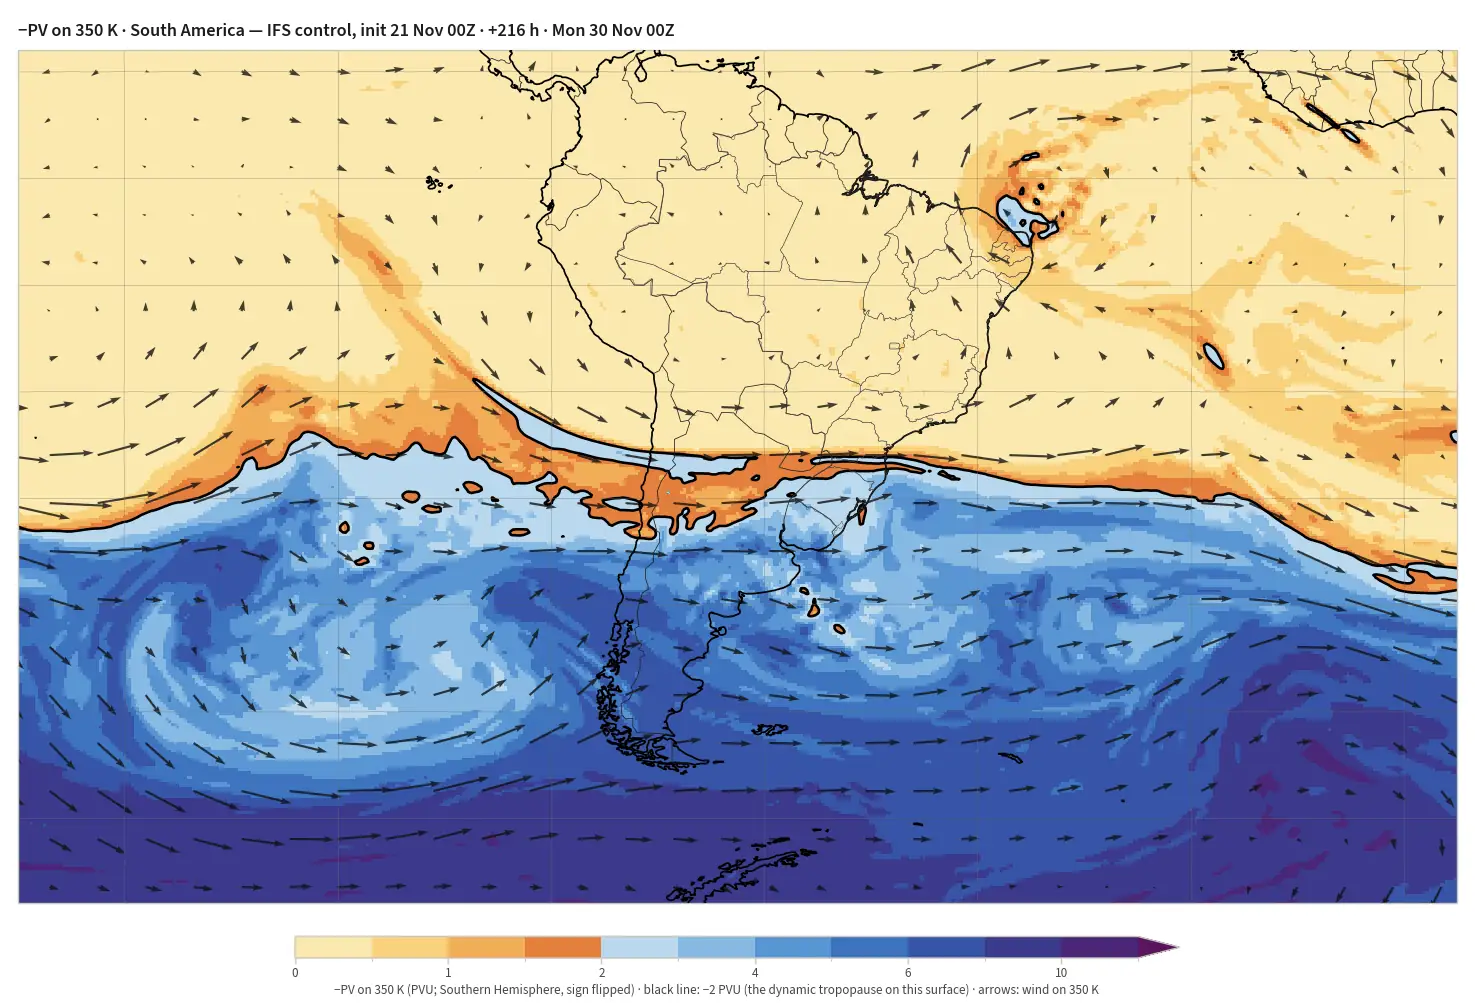 −PV on 350 K · South America — IFS control, init 21 Nov 00Z · +216 h · Mon 30 Nov 00Z
0 1 2 4 6 10
−PV on 350 K (PVU; Southern Hemisphere, sign flipped) · black line: −2 PVU (the dynamic tropopause on this surface) · arrows: wind on 350 K